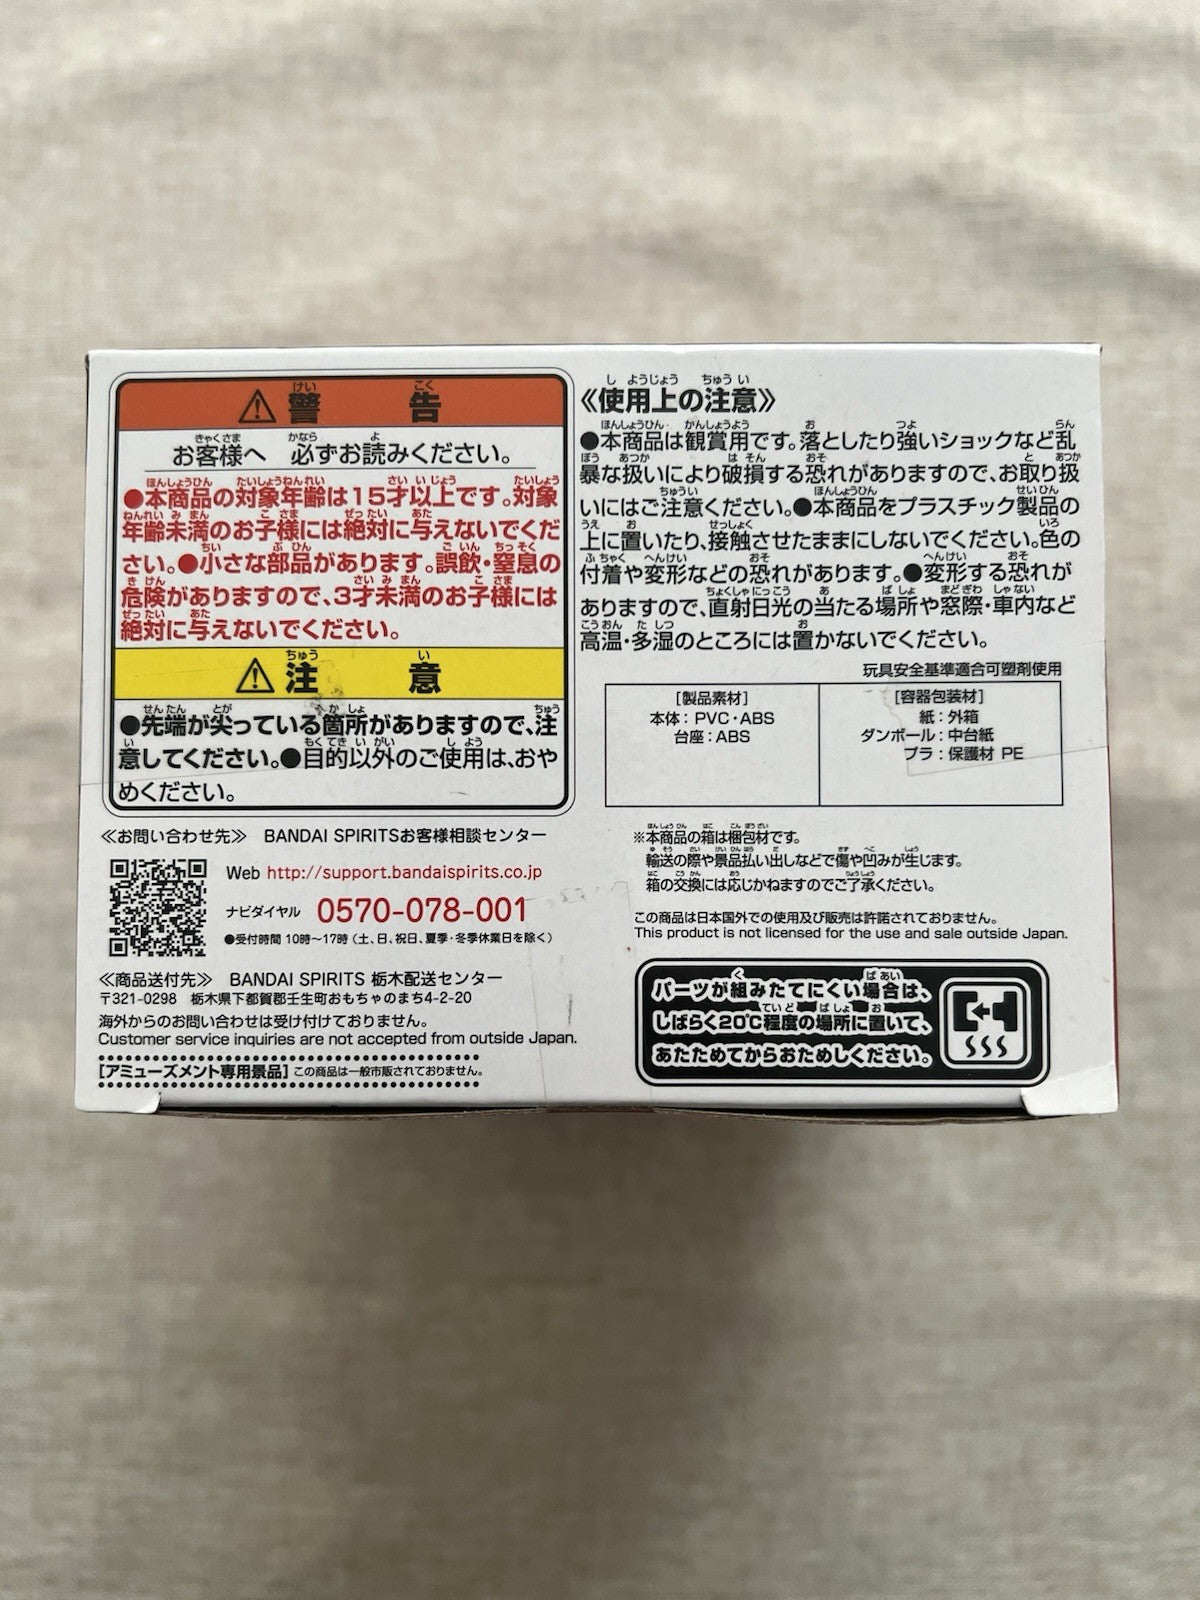 ⚠警告
お客様へ 必ずお読みください。
●本商品の対象年齢は15才以上です。対象
年齢未満のお子様には絶対に与えないでくだ
さい。●小さな部品があります。誤飲・窒息の
危険がありますので、3才未満のお子様には
絶対に与えないでください。
⚠注意
●先端が尖っている箇所がありますので、注
意してください。●目的以外のご使用は、おや
めください。
≪お問い合わせ先≫ BANDAI SPIRITSお客様相談センター
Web http://support.bandaispirits.co.jp
ナビダイヤル 0570-078-001
●受付時間 10時〜17時(土、日、祝日、夏季・冬季休業日を除く)
≪商品送付先≫ BANDAI SPIRITS 栃木配送センター
〒321-0298 栃木県下都賀郡壬生町おもちゃのまち4-2-20
海外からのお問い合わせは受け付けておりません。
Customer service inquiries are not accepted from outside Japan.
[アミューズメント専用景品] この商品は一般市販されておりません。
≪使用上の注意≫
●本商品は観賞用です。落としたり強いショックなど乱
暴な扱いにより破損する恐れがありますので、お取り扱
いにはご注意ください。●本商品をプラスチック製品の
上に置いたり、接触させたままにしないでください。色の
付着や変形などの恐れがあります。●変形する恐れが
ありますので、直射日光の当たる場所や窓際・車内など
高温・多湿のところには置かないでください。
玩具安全基準適合可塑剤使用
[製品素材]
本体:PVC・ABS
台座:ABS
[容器包装材]
紙:外箱
ダンボール:中台紙
プラ:保護材 PE
※本商品の箱は梱包材です。
輸送の際や景品払い出しなどで傷や凹みが生じます。
箱の交換には応じかねますのでご了承ください。
この商品は日本国外での使用及び販売は許諾されておりません。
This product is not licensed for the use and sale outside Japan.
パーツが組みたてにくい場合は、
しばらく20℃程度の場所に置いて、
あたためてからおためしください。